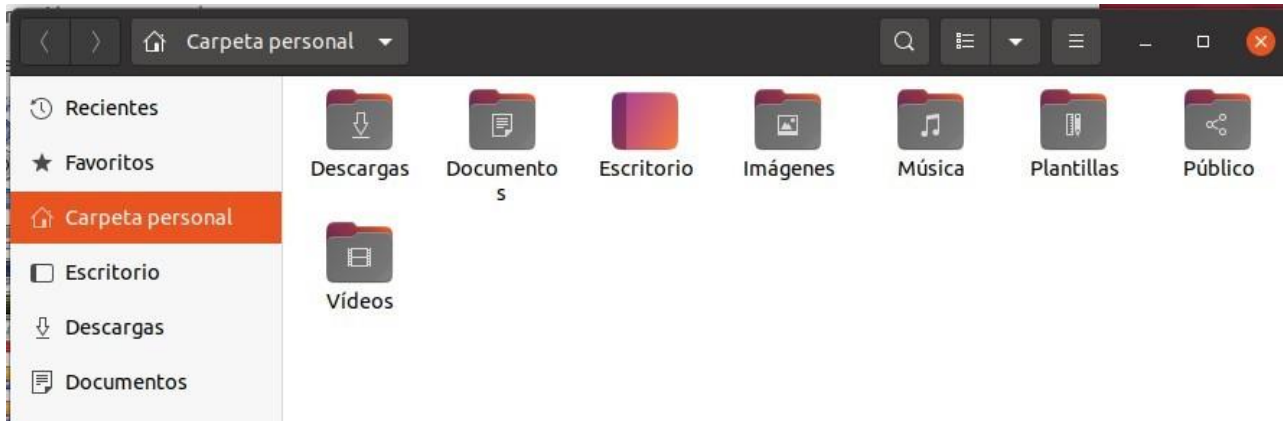 Carpeta personal
Recientes
Favoritos
Carpeta personal
Escritorio
Descargas
Documentos
Descargas
Documento
s
Escritorio
Imágenes
Música
Plantillas
Público
Vídeos